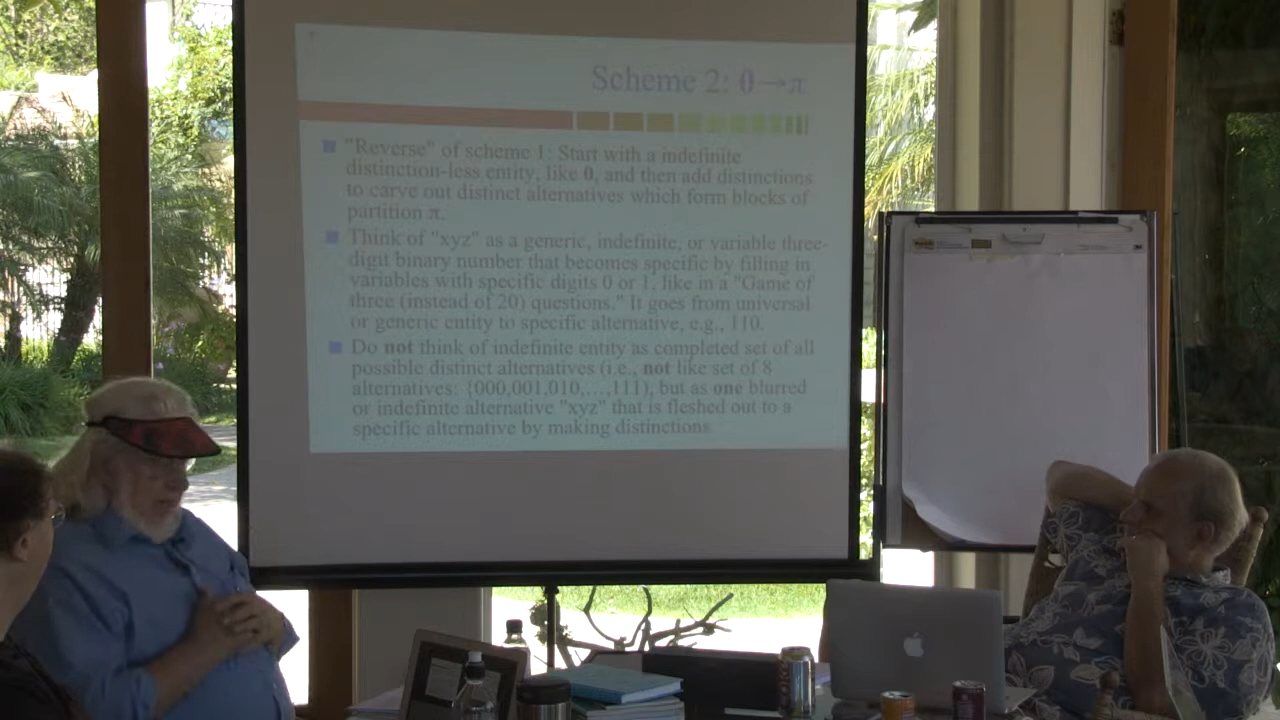 Scheme 2: 0→π
"Reverse" of scheme 1: Start with a indefinite
distinction-less entity, like 0, and then add distinctions
to carve out distinct alternatives which form blocks of
partition π.
Think of "xyz" as a generic, indefinite, or variable three-
digit binary number that becomes specific by filling in
variables with specific digits 0 or 1, like in a "Game of
three (instead of 20) questions." It goes from universal
or generic entity to specific alternative, e.g., 110.
Do not think of indefinite entity as completed set of all
possible distinct alternatives (i.e., not like set of 8
alternatives: {000,001,010,…,111), but as one blurred
or indefinite alternative "xyz" that is fleshed out to a
specific alternative by making distinctions.